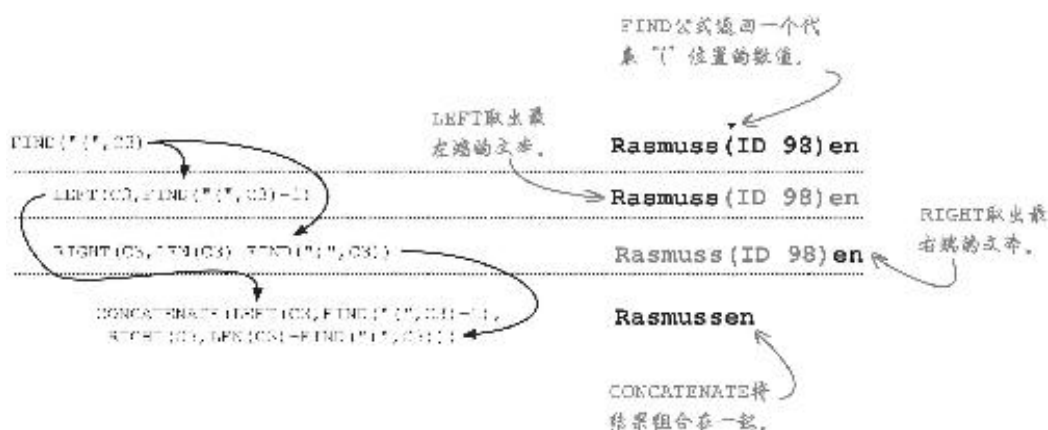 FIND公式返回一个代
表“(”位置的数值。
LEFT取出最
左端的文本。
FIND("(",C3)
Rasmuss(ID 98)en
LEFT(C3,FIND("(",C3)-1)
Rasmuss(ID 98)en
RIGHT取出最
右端的文本。
RIGHT(C3,LEN(C3)-FIND(")",C3))
Rasmuss(ID 98)en
CONCATENATE(LEFT(C3,FIND("(",C3)-1),
RIGHT(C3,LEN(C3)-FIND(")",C3)))
Rasmussen
CONCATENATE将
结果组合在一起。